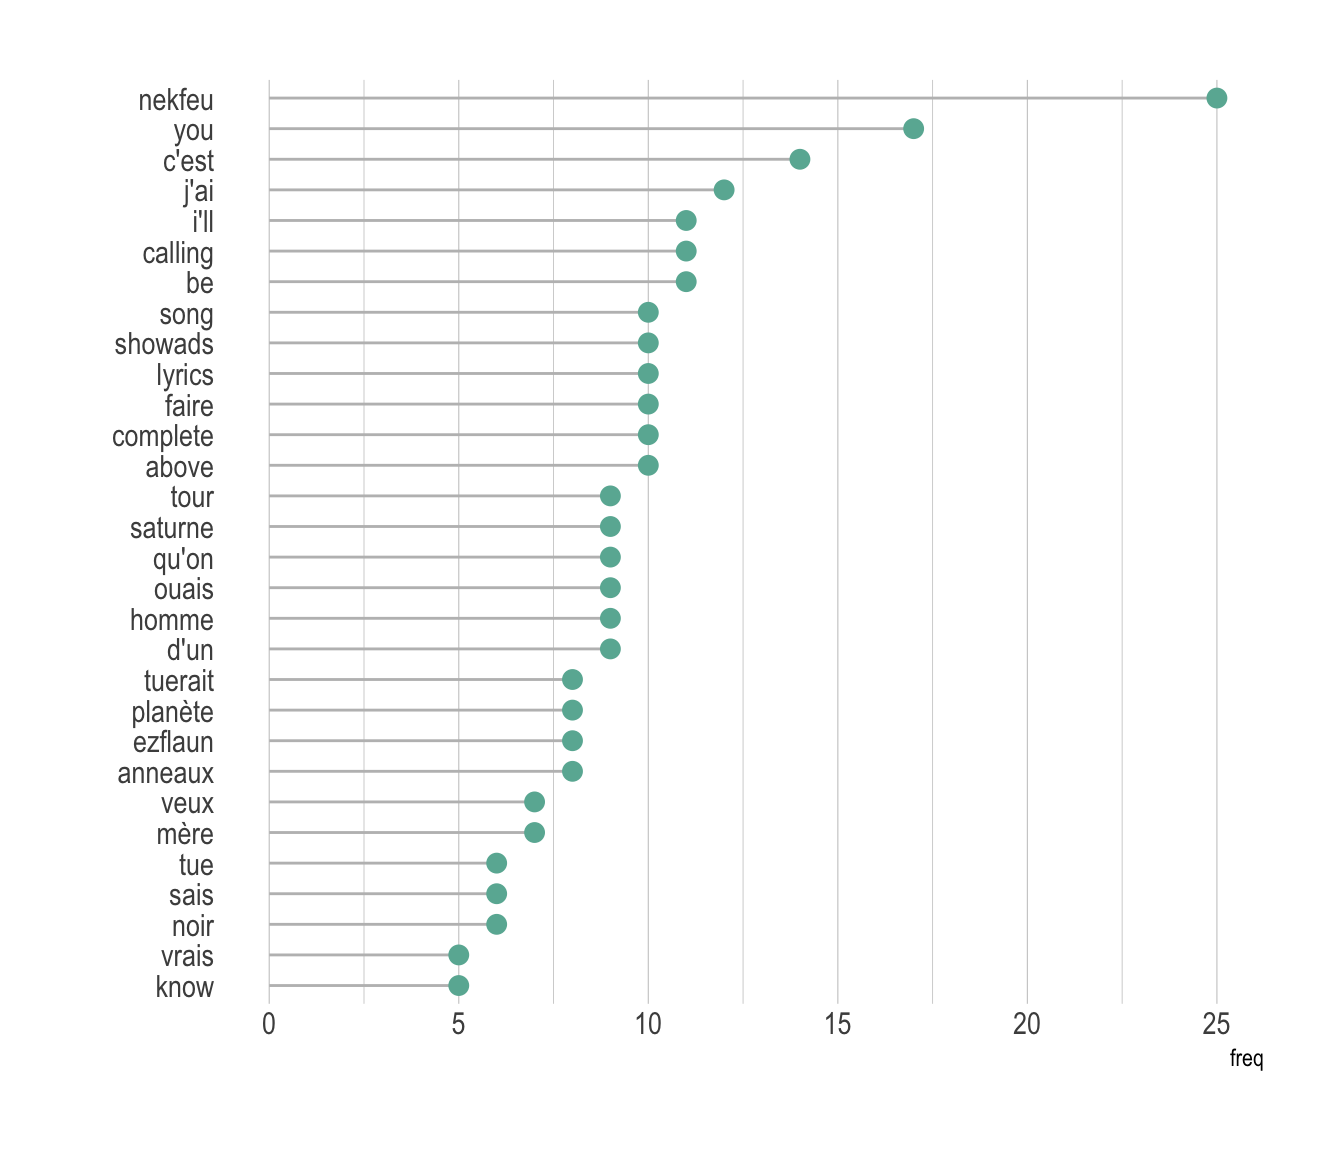 nekfeu
you
c'est
j'ai
i'll
calling
be
song
showads
lyrics
faire
complete
above
tour
saturne
qu'on
ouais
homme
d'un
tuerait
planète
ezflaun
anneaux
veux
mère
tue
sais
noir
vrais
know
0 5 10 15 20 25
freq